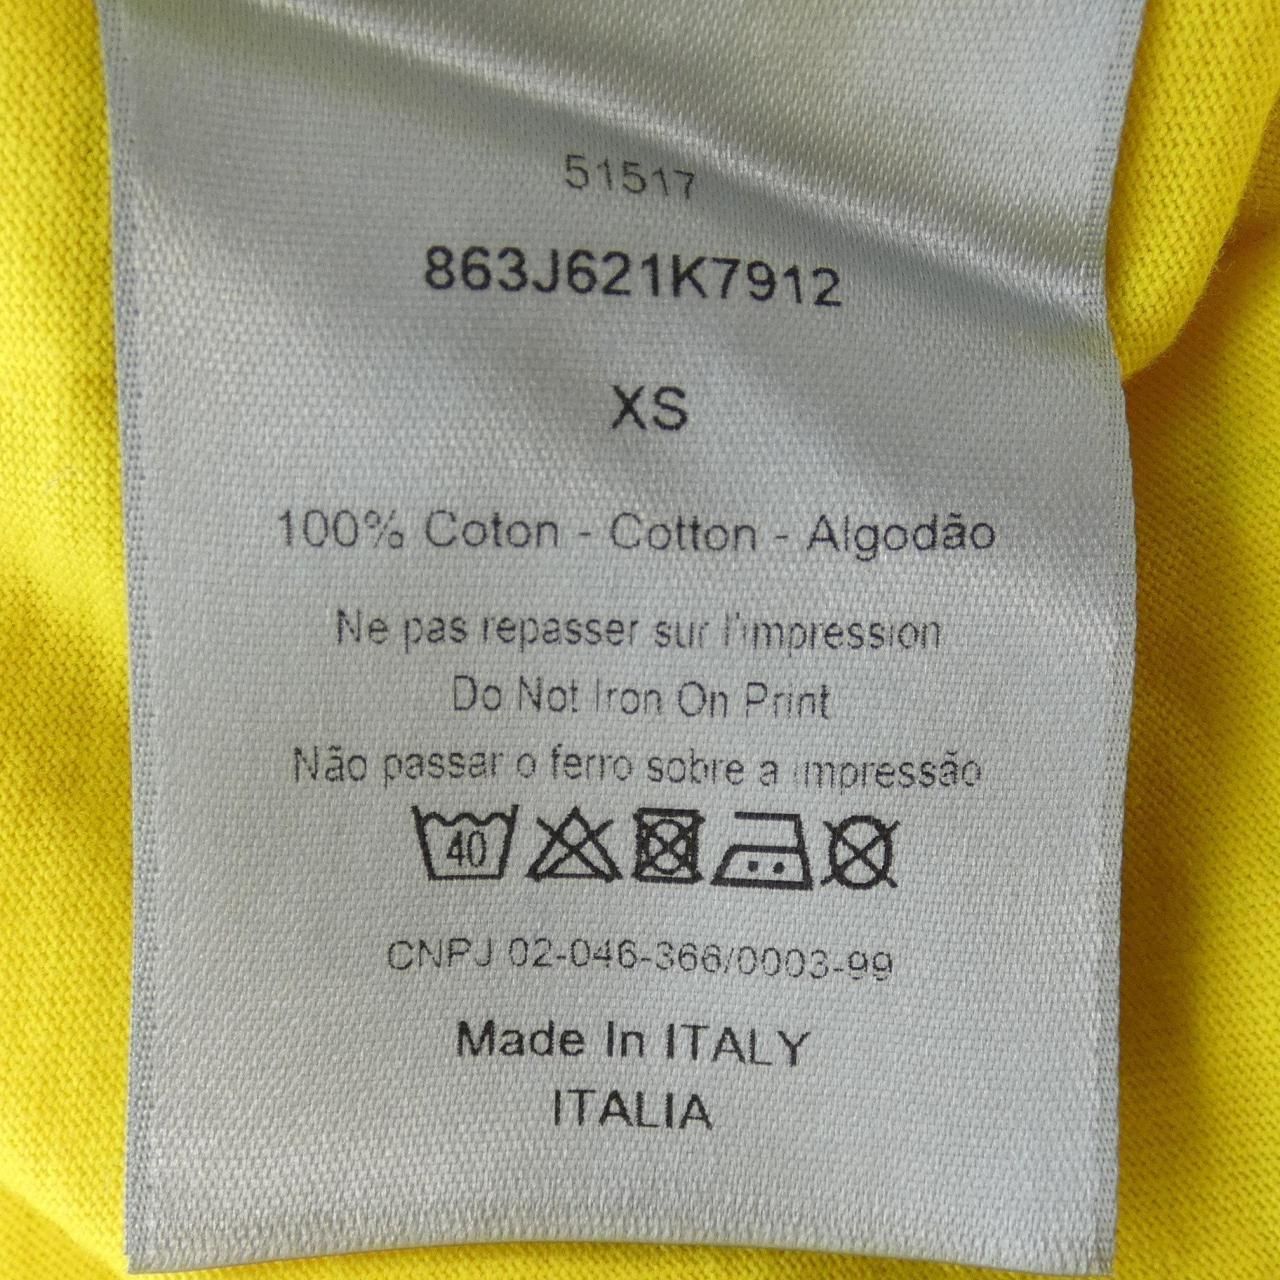 51517
863J621K7912
XS
100% Coton - Cotton - Algodão
Ne pas repasser sur l'impression
Do Not Iron On Print
Não passar o ferro sobre a impressão
40
CNPJ 02-046-366/0003-99
Made In ITALY
ITALIA